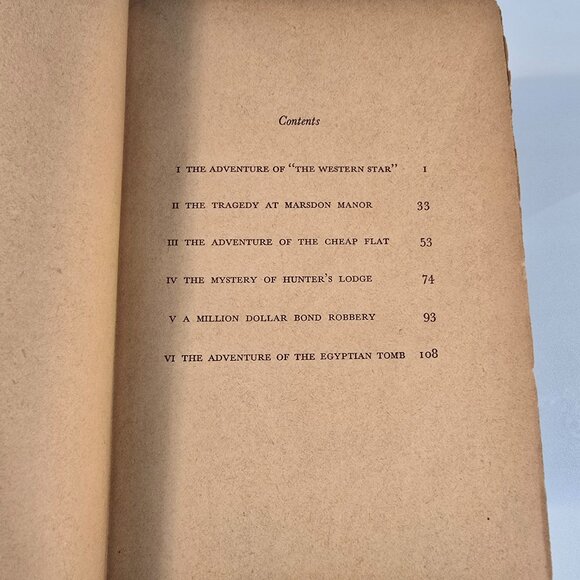 Contents
I THE ADVENTURE OF "THE WESTERN STAR" 1
II THE TRAGEDY AT MARSDON MANOR 33
III THE ADVENTURE OF THE CHEAP FLAT 53
IV THE MYSTERY OF HUNTER'S LODGE 74
V A MILLION DOLLAR BOND ROBBERY 93
VI THE ADVENTURE OF THE EGYPTIAN TOMB 108